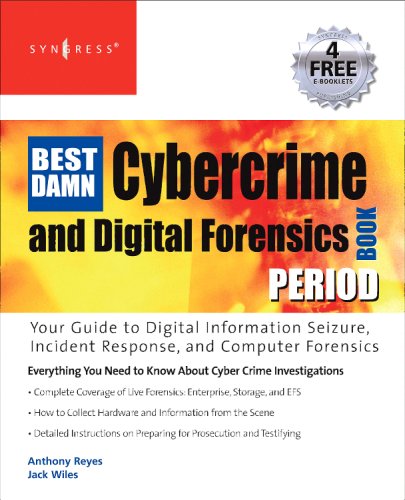 SYNGRESS®
4
FREE
E-BOOKLETS
BEST
DAMN
Cybercrime
and Digital Forensics
BOOK
PERIOD
Your Guide to Digital Information Seizure,
Incident Response, and Computer Forensics
Everything You Need to Know About Cyber Crime Investigations
• Complete Coverage of Live Forensics: Enterprise, Storage, and EFS
• How to Collect Hardware and Information from the Scene
• Detailed Instructions on Preparing for Prosecution and Testifying
Anthony Reyes
Jack Wiles